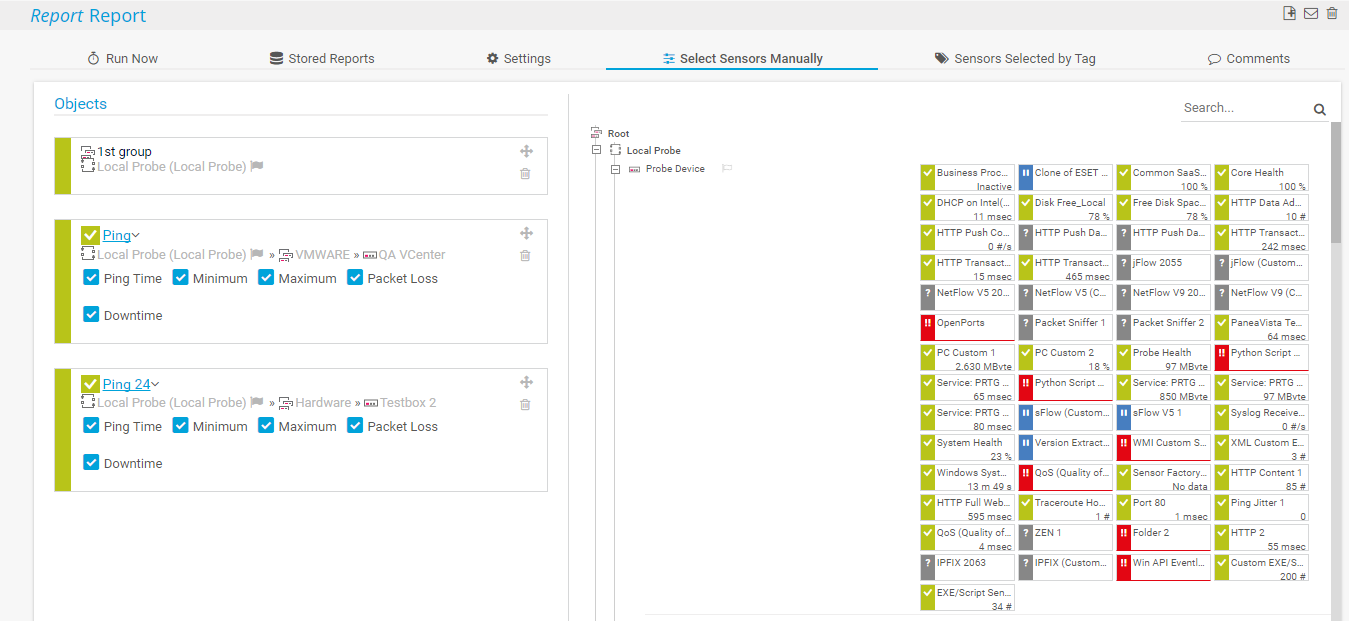 Report Report
Run Now
Stored Reports
Settings
Select Sensors Manually
Sensors Selected by Tag
Comments
Objects
1st group
Local Probe (Local Probe)
Ping
Local Probe (Local Probe) » VMWARE » QA VCenter
Ping Time Minimum Maximum Packet Loss
Downtime
Ping 24
Local Probe (Local Probe) » Hardware » Testbox 2
Ping Time Minimum Maximum Packet Loss
Downtime
Search...
Root
Local Probe
Probe Device
Business Proc... Clone of ESET ... Common SaaS... Core Health
Inactive 100 % 100 %
DHCP on Intel(... Disk Free_Local Free Disk Spac... HTTP Data Ad...
11 msec 78 % 78 % 10 #
HTTP Push Co... HTTP Push Da... HTTP Push Da... HTTP Transact...
0 #/s 242 msec
HTTP Transact... HTTP Transact... jFlow 2055 jFlow (Custom...
15 msec 465 msec
NetFlow V5 20... NetFlow V5 (C... NetFlow V9 20... NetFlow V9 (C...
OpenPorts Packet Sniffer 1 Packet Sniffer 2 PaneaVista Te...
64 msec
PC Custom 1 PC Custom 2 Probe Health Python Script ...
2.630 MByte 18 % 97 MByte
Service: PRTG ... Python Script ... Service: PRTG ... Service: PRTG ...
65 msec 850 MByte 97 MByte
Service: PRTG ... sFlow (Custom... sFlow V5 1 Syslog Receive...
80 msec 0 #/s
System Health Version Extract... WMI Custom S... XML Custom E...
23 % 3 #
Windows Syst... QoS (Quality of... Sensor Factory... HTTP Content 1
13 m 49 s No data 85 #
HTTP Full Web... Traceroute Ho... Port 80 Ping Jitter 1
595 msec 1 # 1 msec 0
QoS (Quality of... ZEN 1 Folder 2 HTTP 2
4 msec 55 msec
IPFIX 2063 IPFIX (Custom... Win API Eventl... Custom EXE/S...
200 #
EXE/Script Sen...
34 #